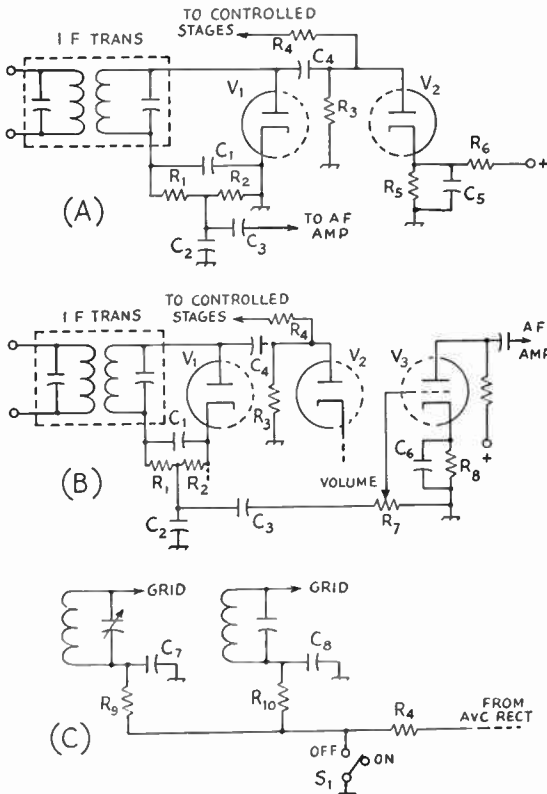 TO CONTROLLED
STAGES
I F TRANS
R4
C4
V1
V2
R3
C1
R6
+
R1
R2
R5
C5
(A)
TO AF
AMP
C2
C3
TO CONTROLLED
STAGES
I F TRANS
R4
AF
AMP
V1
V2
V3
C4
R3
C1
+
C6
R8
R1
R2
(B)
VOLUME
C2
C3
R7
GRID
GRID
C7
C8
R9
R10
FROM
AVC RECT
R4
(C)
OFF
ON
S1